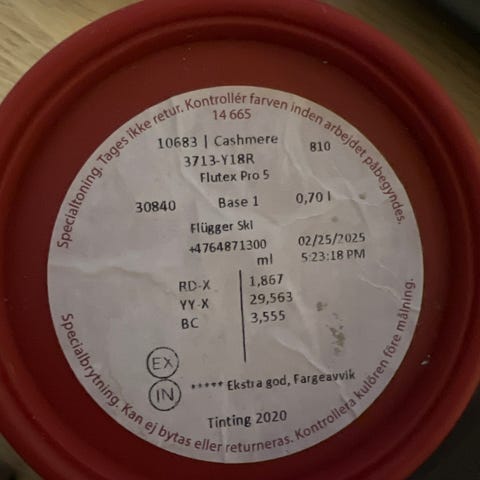 Specialtoning. Tages ikke retur. Kontrollér farven inden arbejdet påbegyndes.
14 665
10683 | Cashmere 810
3713-Y18R
Flutex Pro 5
30840 Base 1 0,70 l
Flügger Ski
+4764871300 02/25/2025
ml 5:23:18 PM
RD-X 1,867
YY-X 29,563
BC 3,555
EX
IN
***** Ekstra god, Fargeavvik
Tinting 2020
Specialbrytning. Kan ej bytas eller returneras. Kontrollera kulören före målning.